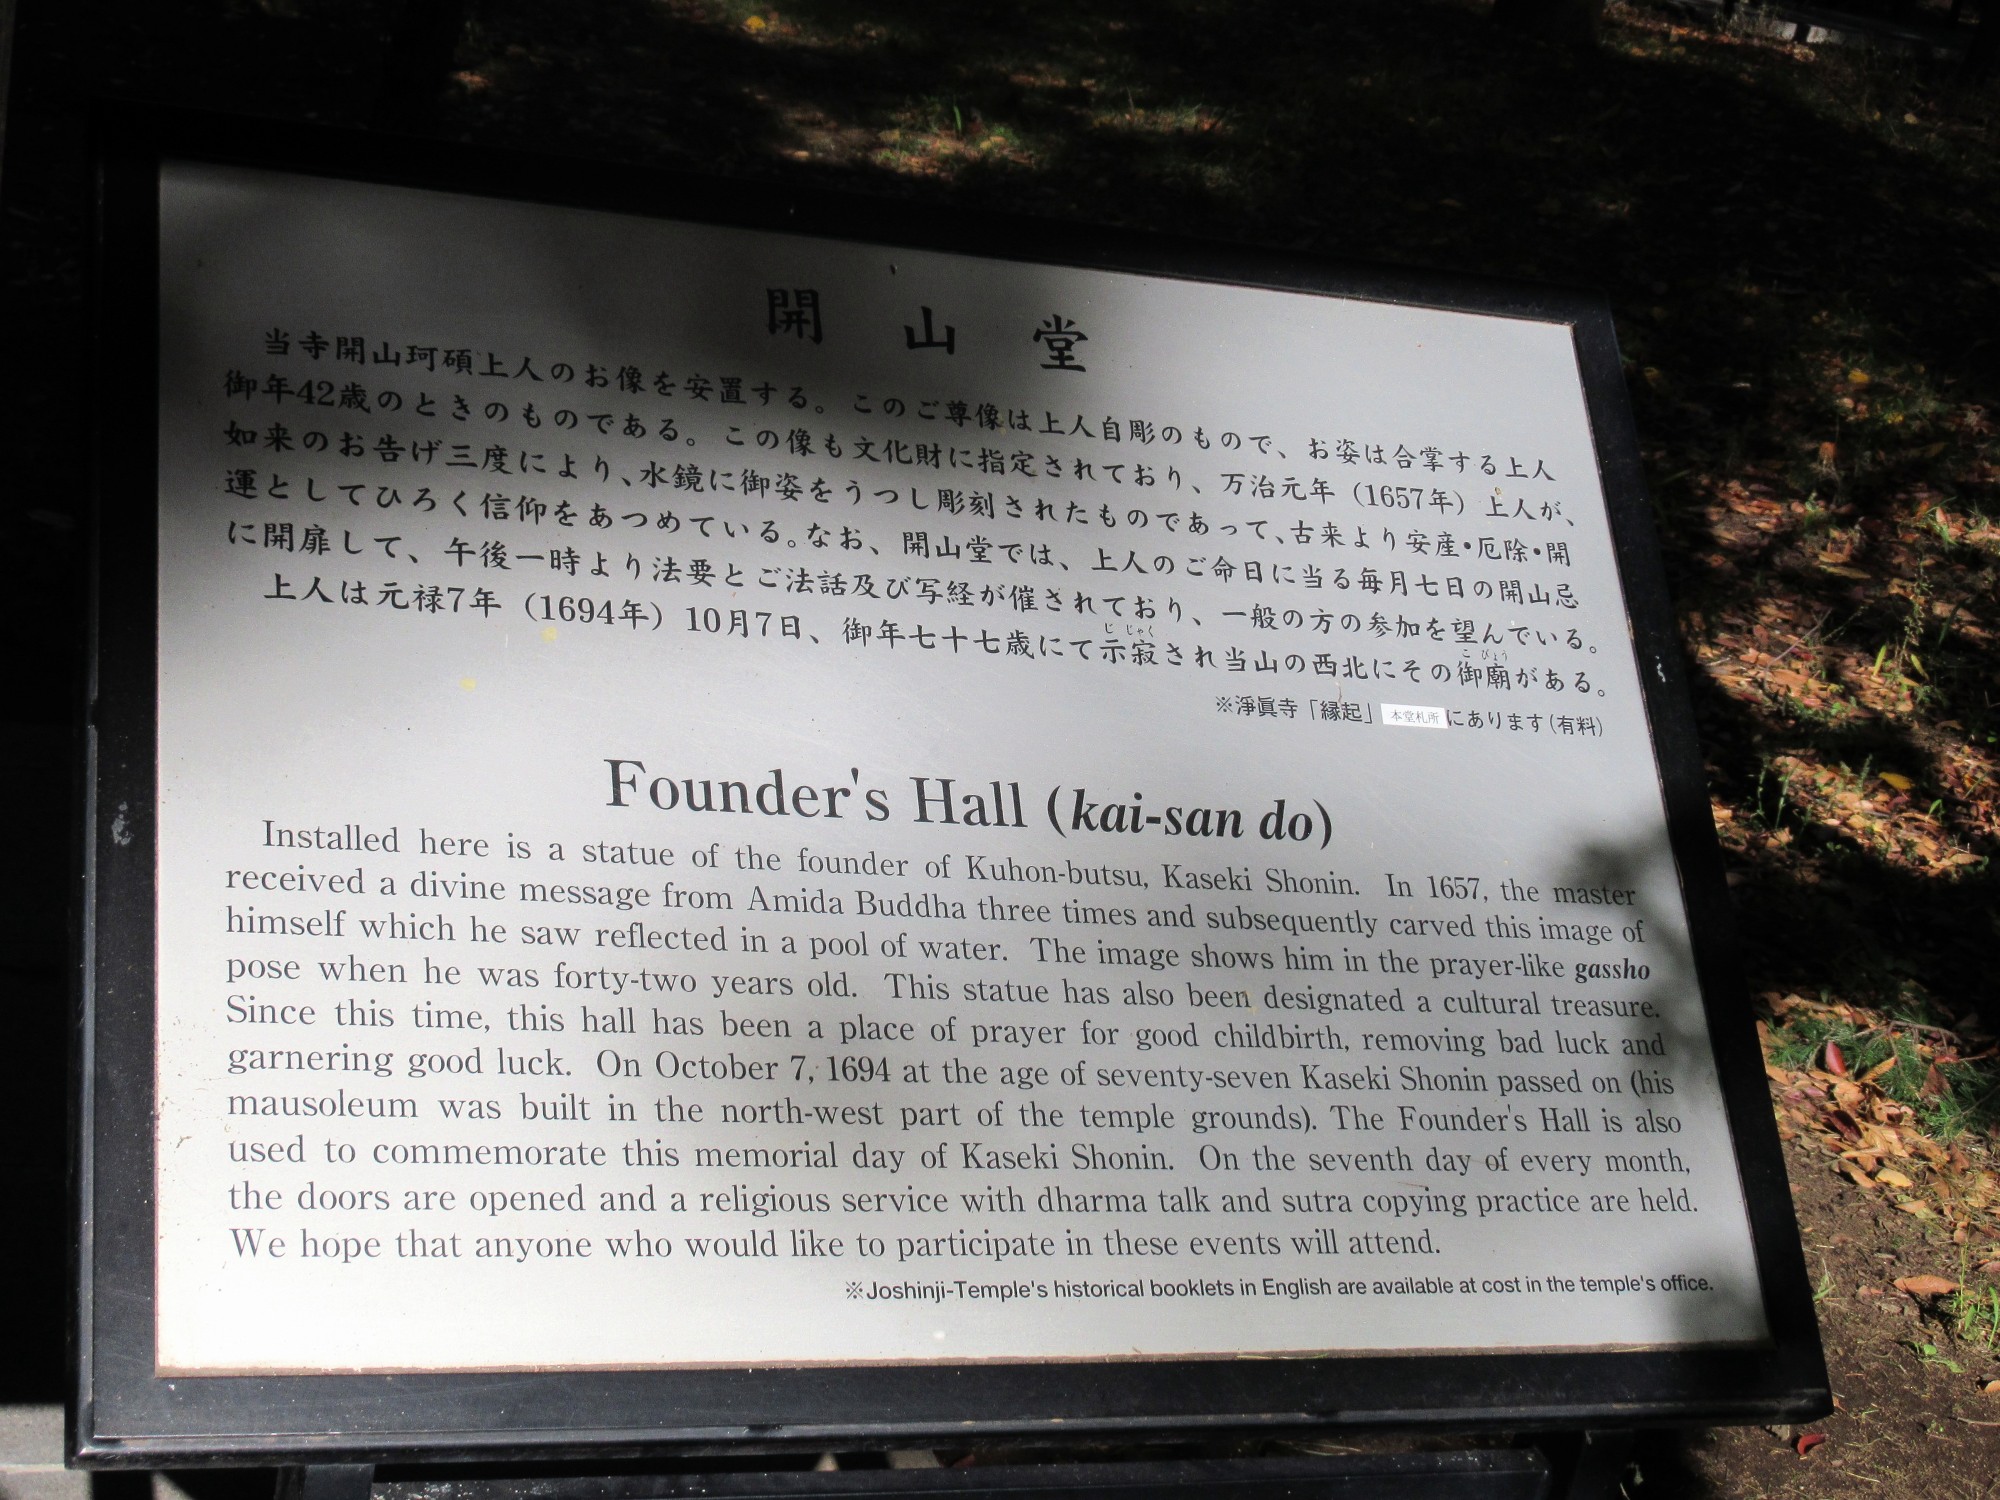 開山堂
当寺開山珂碩上人のお像を安置する。このご尊像は上人自彫のもので、お姿は合掌する上人
御年42歳のときのものである。この像も文化財に指定されており、万治元年（1657年）上人が、
如来のお告げ三度により、水鏡に御姿をうつし彫刻されたものであって、古来より安産・厄除・開
運としてひろく信仰をあつめている。なお、開山堂では、上人のご命日に当る毎月七日の開山忌
に開扉して、午後一時より法要とご法話及び写経が催されており、一般の方の参加を望んでいる。
上人は元禄7年（1694年）10月7日、御年七十七歳にて示寂され当山の西北にその御廟がある。
※淨眞寺「縁起」本堂札所にあります(有料)
Founder's Hall (kai-san do)
Installed here is a statue of the founder of Kuhon-butsu, Kaseki Shonin. In 1657, the master
received a divine message from Amida Buddha three times and subsequently carved this image of
himself which he saw reflected in a pool of water. The image shows him in the prayer-like gassho
pose when he was forty-two years old. This statue has also been designated a cultural treasure.
Since this time, this hall has been a place of prayer for good childbirth, removing bad luck and
garnering good luck. On October 7, 1694 at the age of seventy-seven Kaseki Shonin passed on (his
mausoleum was built in the north-west part of the temple grounds). The Founder's Hall is also
used to commemorate this memorial day of Kaseki Shonin. On the seventh day of every month,
the doors are opened and a religious service with dharma talk and sutra copying practice are held.
We hope that anyone who would like to participate in these events will attend.
※Joshinji-Temple's historical booklets in English are available at cost in the temple's office.